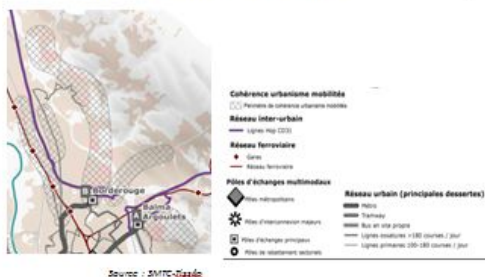 Borderouge
Balma
Argoulets
Source : SMTC-Tisséo
Cohérence urbanisme mobilités
Périmètre de cohérence urbanisme mobilités
Réseau inter-urbain
Lignes Hop (CD31)
Réseau ferroviaire
Gares
Réseau ferroviaire
Pôles d'échanges multimodaux
Pôles métropolitains
Pôles d'interconnexion majeurs
Pôles d'échanges principaux
Pôles de rabattement sectoriels
Réseau urbain (principales dessertes)
Métro
Tramway
Bus en site propre
Lignes ossatures >180 courses / jour
Lignes primaires 100-180 courses / jour